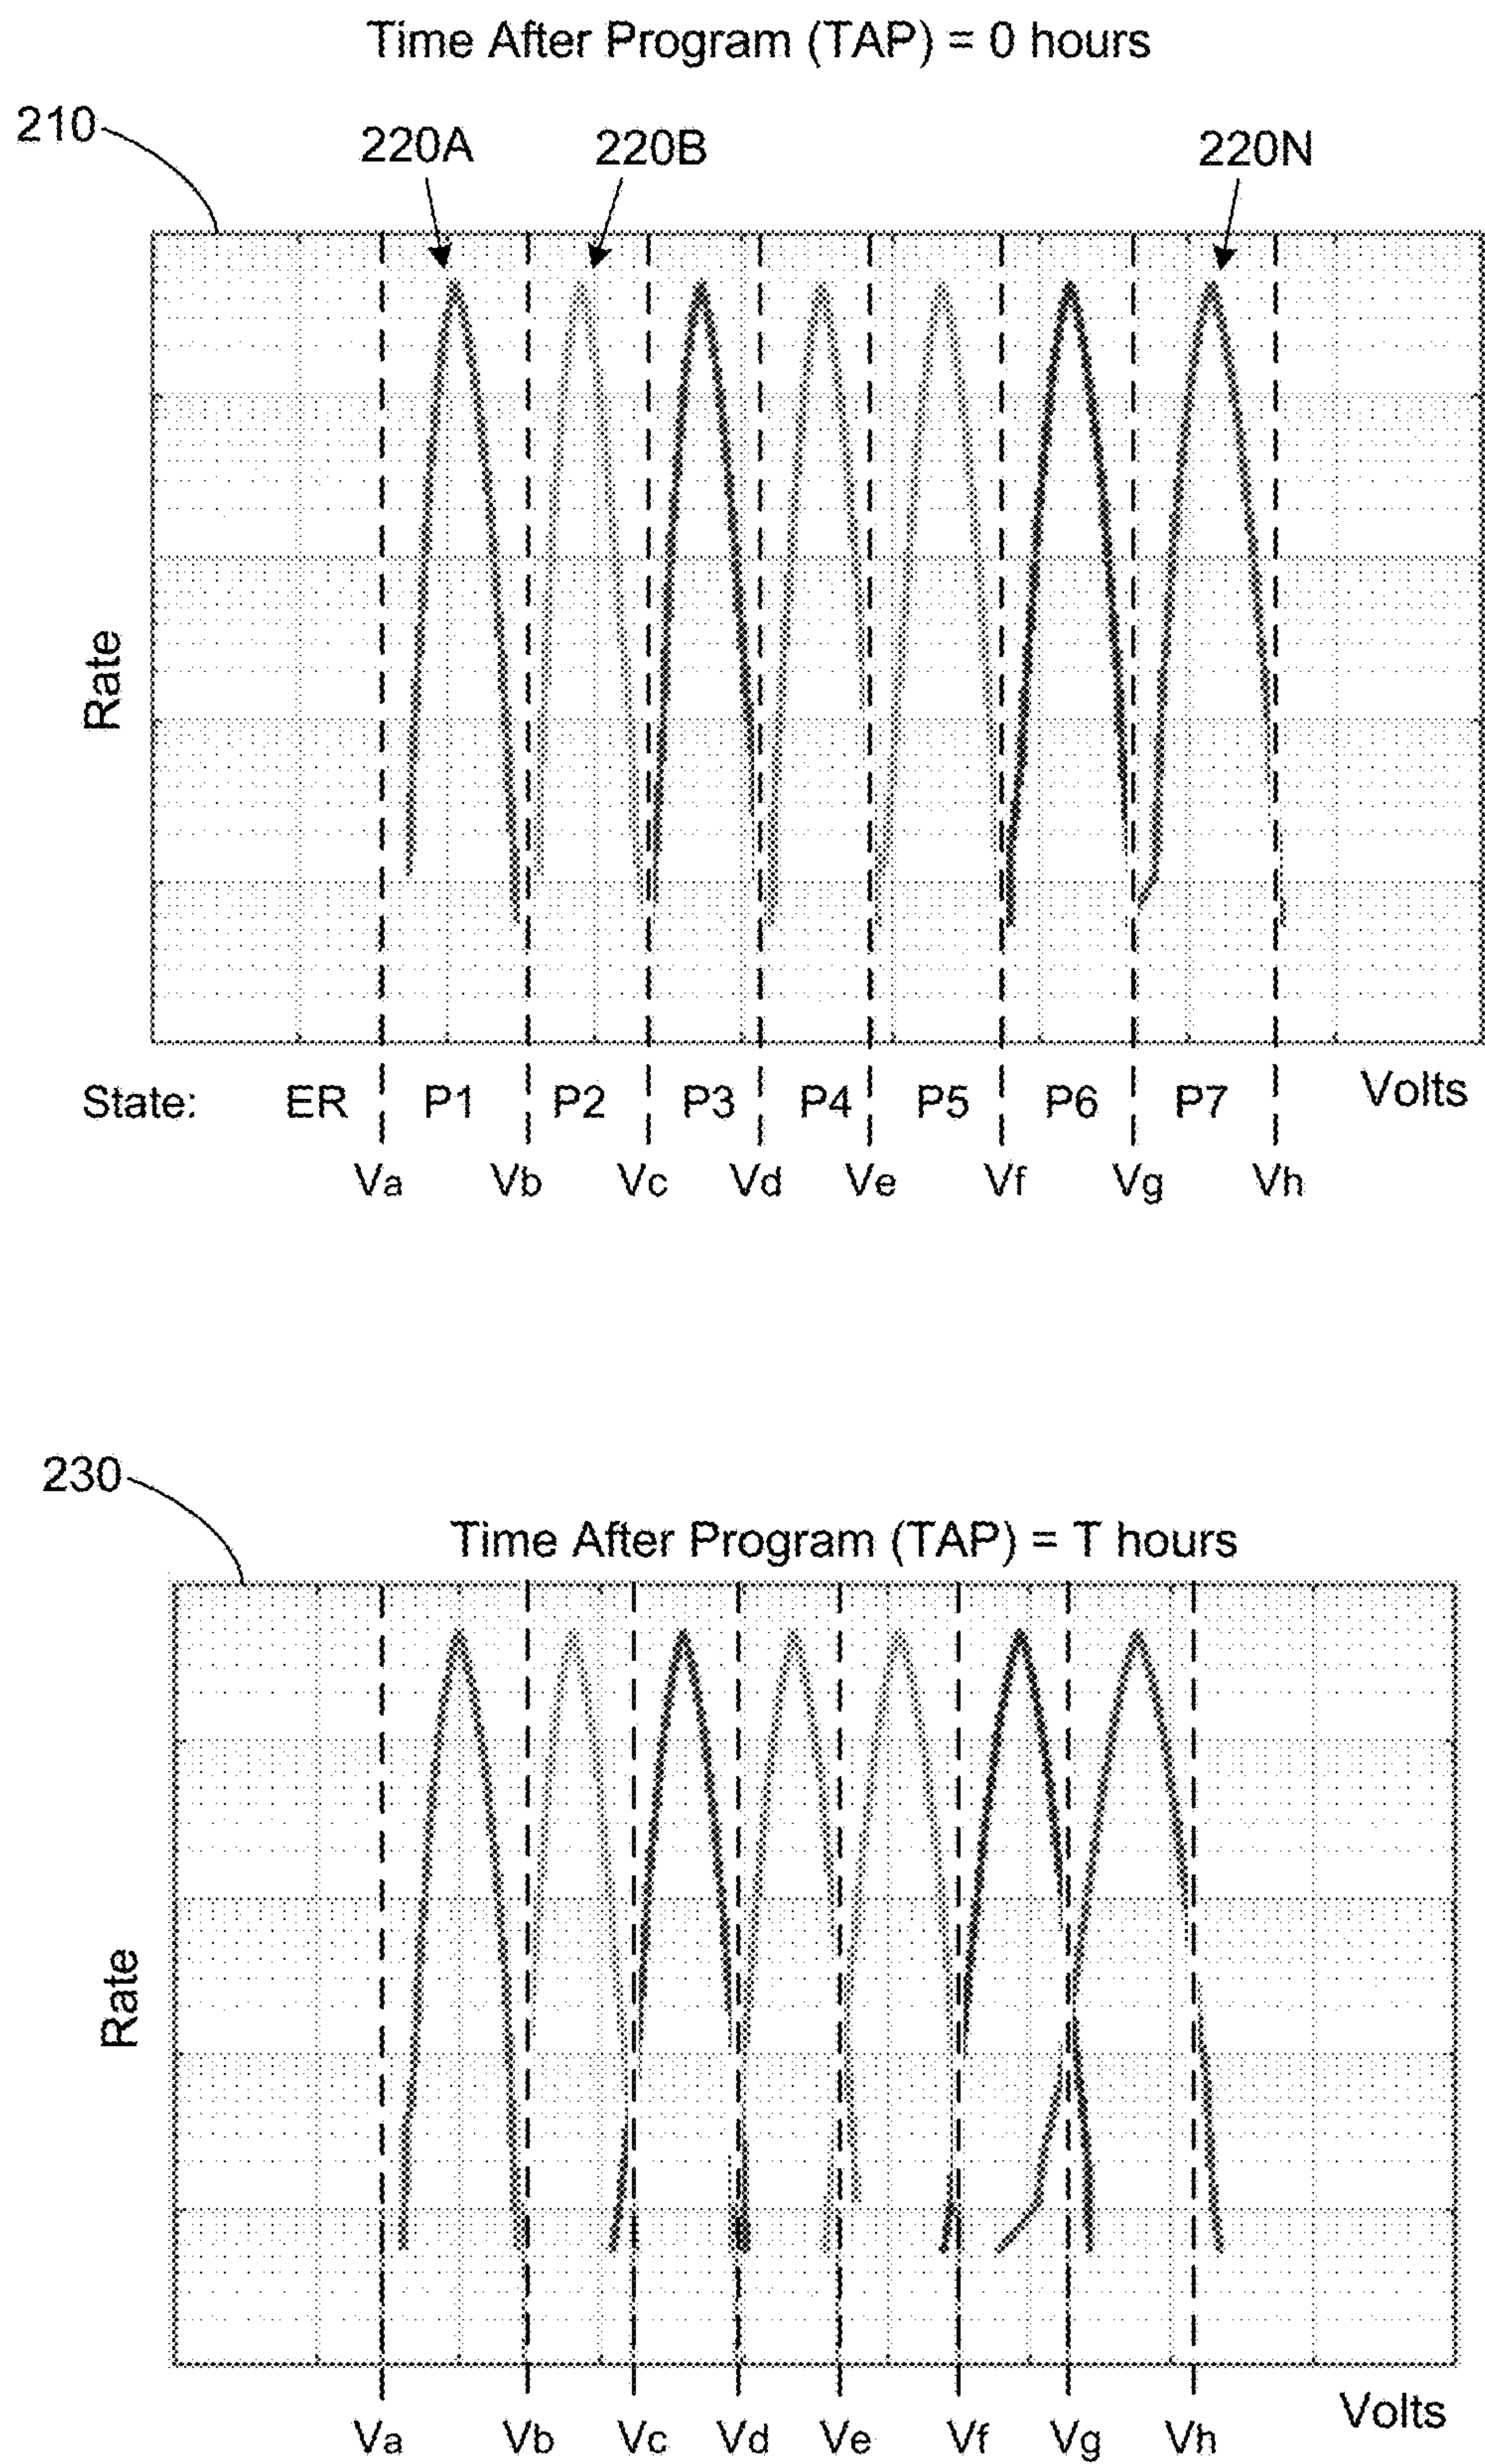 Time After Program (TAP) = 0 hours
210
220A 220B 220N
Rate
State: ER P1 P2 P3 P4 P5 P6 P7 Volts
Va Vb Vc Vd Ve Vf Vg Vh
230
Time After Program (TAP) = T hours
Rate
Volts
Va Vb Vc Vd Ve Vf Vg Vh